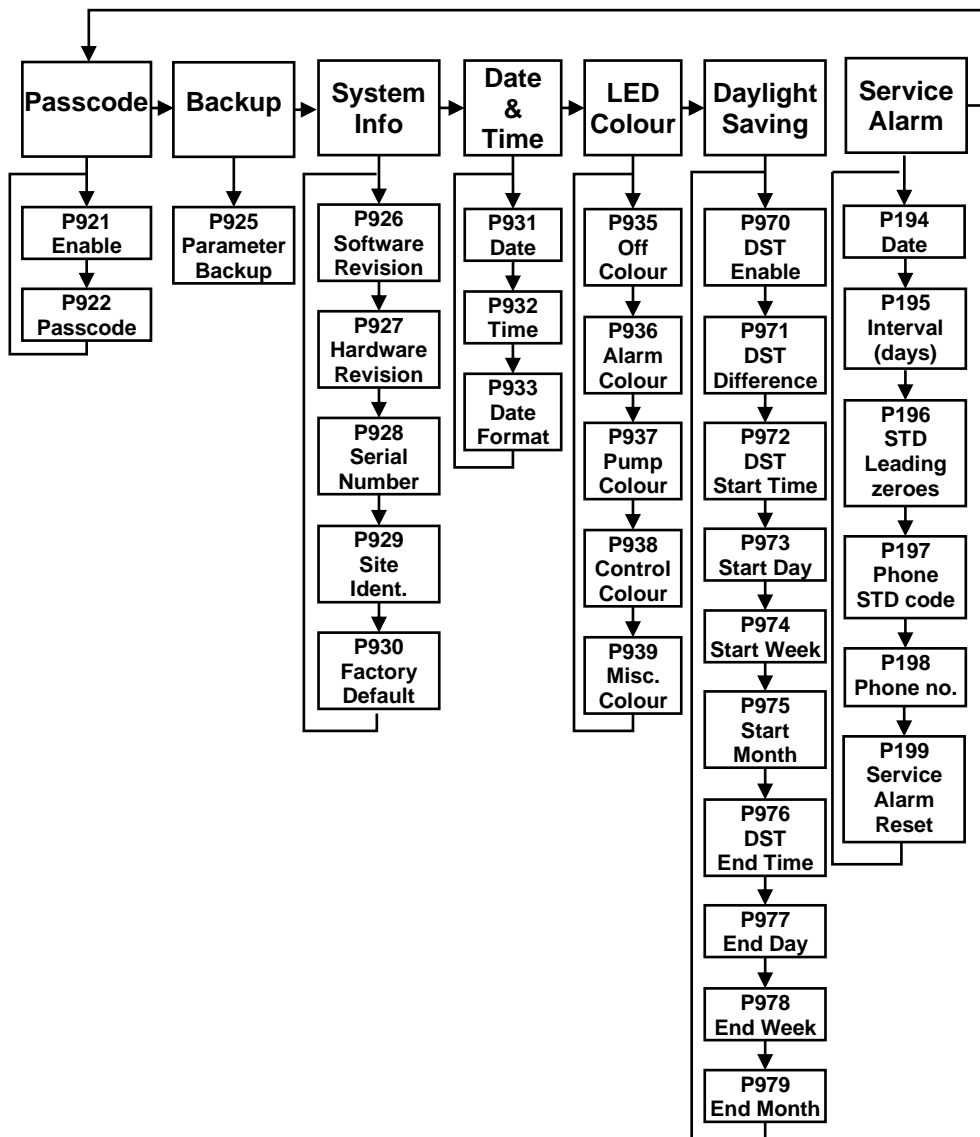 Passcode
Backup
System
Info
Date
&
Time
LED
Colour
Daylight
Saving
Service
Alarm
P921
Enable
P922
Passcode
P925
Parameter
Backup
P926
Software
Revision
P927
Hardware
Revision
P928
Serial
Number
P929
Site
Ident.
P930
Factory
Default
P931
Date
P932
Time
P933
Date
Format
P935
Off
Colour
P936
Alarm
Colour
P937
Pump
Colour
P938
Control
Colour
P939
Misc.
Colour
P970
DST
Enable
P971
DST
Difference
P972
DST
Start Time
P973
Start Day
P974
Start Week
P975
Start
Month
P976
DST
End Time
P977
End Day
P978
End Week
P979
End Month
P194
Date
P195
Interval
(days)
P196
STD
Leading
zeroes
P197
Phone
STD code
P198
Phone no.
P199
Service
Alarm
Reset